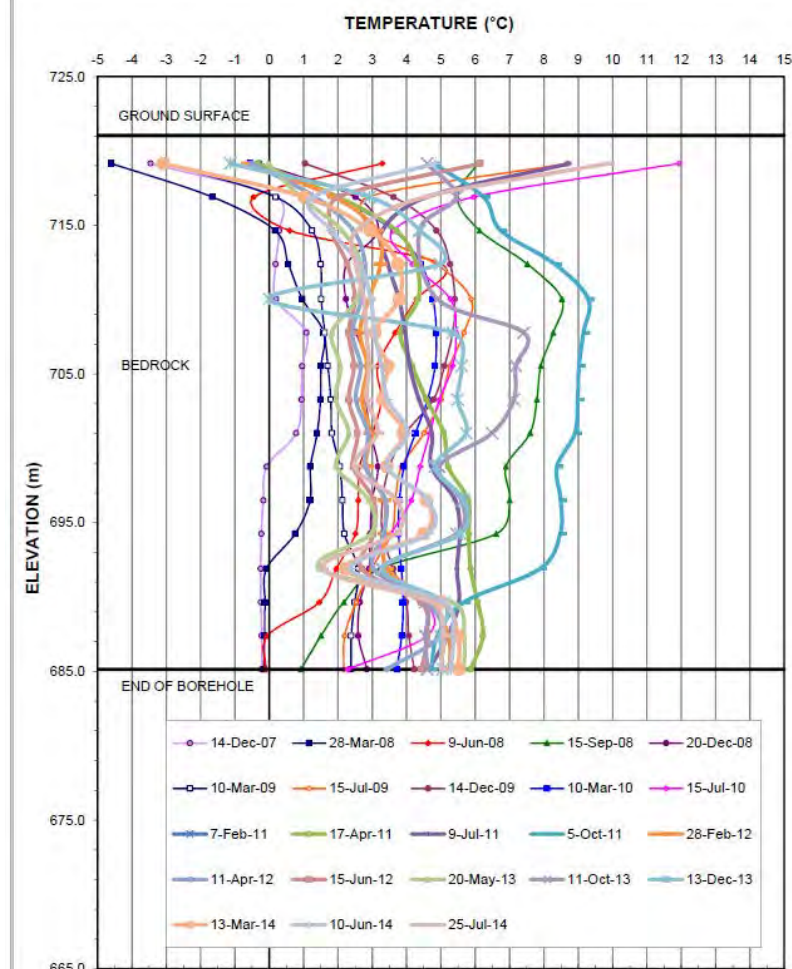 TEMPERATURE (°C)
-5 -4 -3 -2 -1 0 1 2 3 4 5 6 7 8 9 10 11 12 13 14 15
725.0
GROUND SURFACE
715.0
BEDROCK
705.0
ELEVATION (m)
695.0
685.0
END OF BOREHOLE
14-Dec-07 28-Mar-08 9-Jun-08 15-Sep-08 20-Dec-08
10-Mar-09 15-Jul-09 14-Dec-09 10-Mar-10 15-Jul-10
675.0
7-Feb-11 17-Apr-11 9-Jul-11 5-Oct-11 28-Feb-12
11-Apr-12 15-Jun-12 20-May-13 11-Oct-13 13-Dec-13
13-Mar-14 10-Jun-14 25-Jul-14
665.0